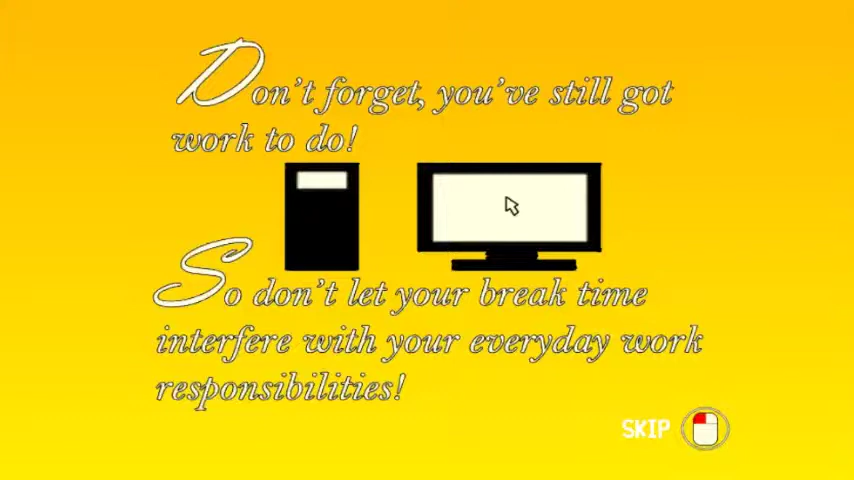 Don't forget, you've still got
work to do!
So don't let your break time
interfere with your everyday work
responsibilities!
SKIP